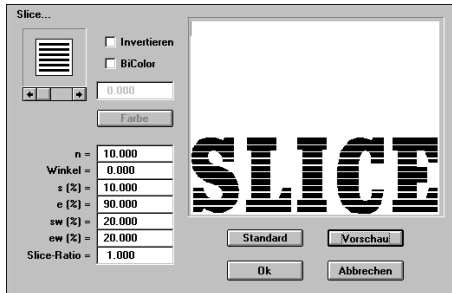 Slice...
Invertieren
BiColor
0.000
Farbe
n = 10.000
Winkel = 0.000
s (%) = 10.000
e (%) = 90.000
sw (%) = 20.000
ew (%) = 20.000
Slice-Ratio = 1.000
SLICE
Standard
Vorschau
Ok
Abbrechen